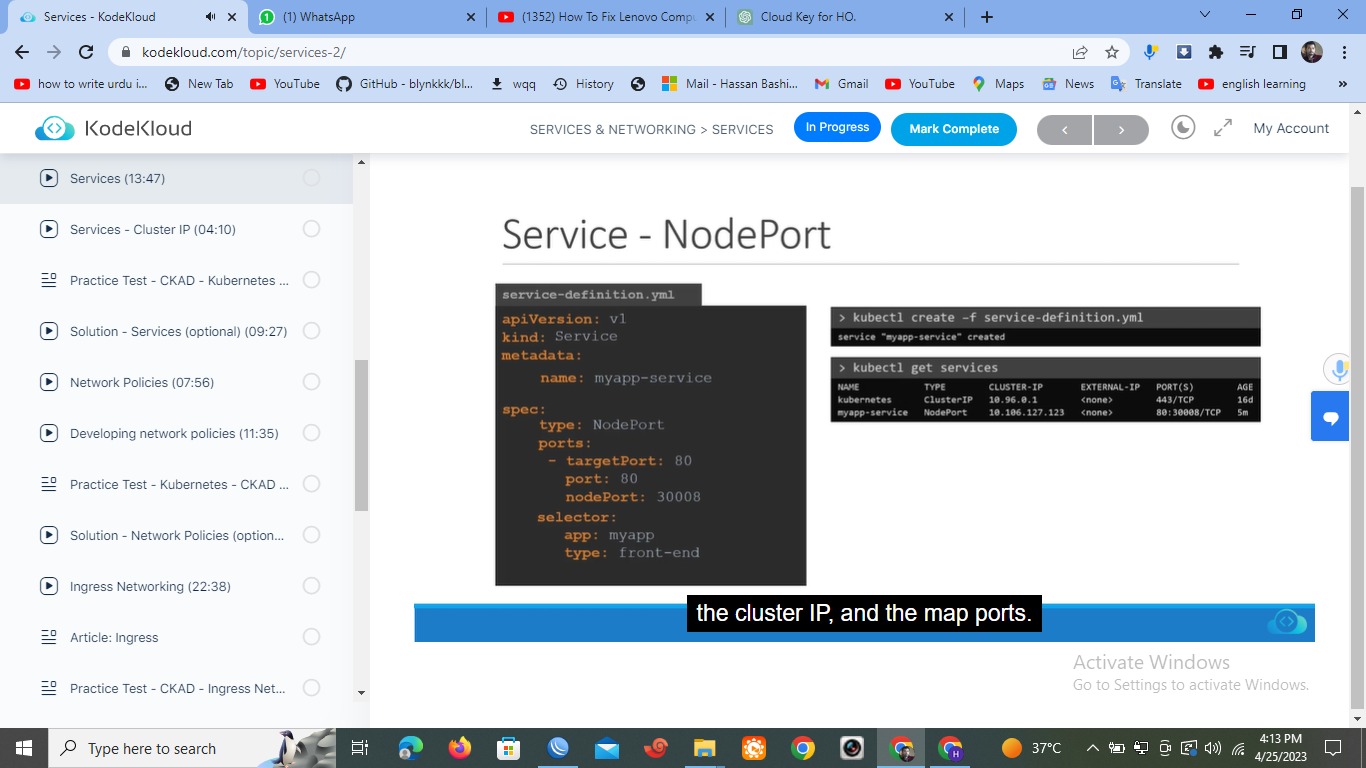 Services - KodeKloud
(1) WhatsApp
(1352) How To Fix Lenovo Compu
Cloud Key for HO.
kodekloud.com/topic/services-2/
how to write urdu i...
New Tab
YouTube
GitHub - blynkkk/bl...
wqq
History
Mail - Hassan Bashi...
Gmail
YouTube
Maps
News
Translate
english learning
»
KodeKloud
SERVICES & NETWORKING > SERVICES
In Progress
Mark Complete
<
>
My Account
Services (13:47)
Services - Cluster IP (04:10)
Practice Test - CKAD - Kubernetes ...
Solution - Services (optional) (09:27)
Network Policies (07:56)
Developing network policies (11:35)
Practice Test - Kubernetes - CKAD ...
Solution - Network Policies (option...
Ingress Networking (22:38)
Article: Ingress
Practice Test - CKAD - Ingress Net...
Service - NodePort
service-definition.yml
apiVersion: v1
kind: Service
metadata:
name: myapp-service
spec:
type: NodePort
ports:
- targetPort: 80
port: 80
nodePort: 30008
selector:
app: myapp
type: front-end
> kubectl create –f service-definition.yml
service "myapp-service" created
> kubectl get services
NAME TYPE CLUSTER-IP EXTERNAL-IP PORT(S) AGE
kubernetes ClusterIP 10.96.0.1 <none> 443/TCP 16d
myapp-service NodePort 10.106.127.123 <none> 80:30008/TCP 5m
the cluster IP, and the map ports.
Activate Windows
Go to Settings to activate Windows.
Type here to search
37°C
4:13 PM
4/25/2023